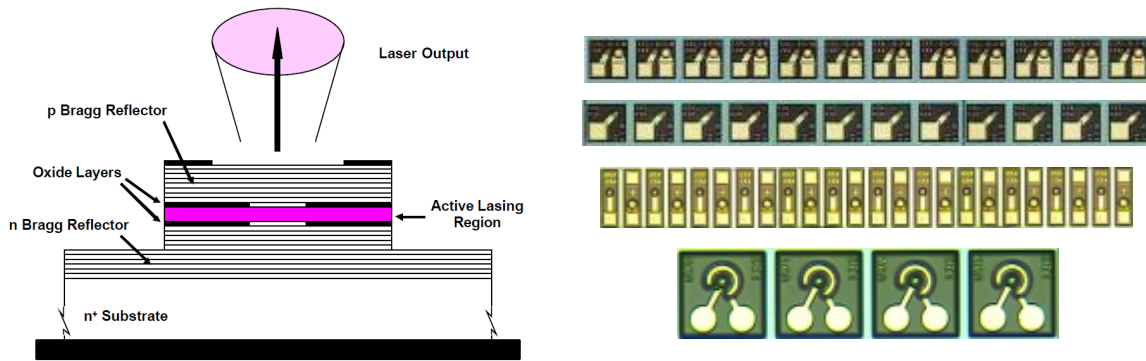 Laser Output
p Bragg Reflector
Oxide Layers
Active Lasing
Region
n Bragg Reflector
n+ Substrate